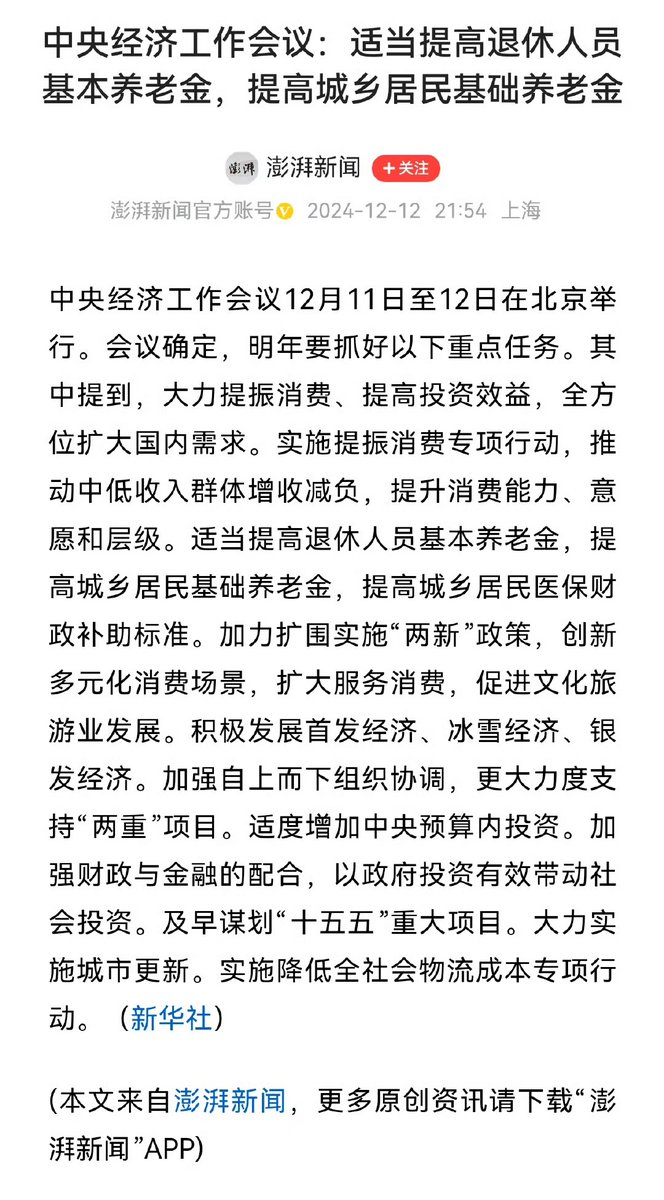 中央经济工作会议：适当提高退休人员
基本养老金，提高城乡居民基础养老金
澎湃 澎湃新闻 +关注
澎湃新闻官方账号 2024-12-12 21:54 上海
中央经济工作会议12月11日至12日在北京举
行。会议确定，明年要抓好以下重点任务。其
中提到，大力提振消费、提高投资效益，全方
位扩大国内需求。实施提振消费专项行动，推
动中低收入群体增收减负，提升消费能力、意
愿和层级。适当提高退休人员基本养老金，提
高城乡居民基础养老金，提高城乡居民医保财
政补助标准。加力扩围实施“两新”政策，创新
多元化消费场景，扩大服务消费，促进文化旅
游业发展。积极发展首发经济、冰雪经济、银
发经济。加强自上而下组织协调，更大力度支
持“两重”项目。适度增加中央预算内投资。加
强财政与金融的配合，以政府投资有效带动社
会投资。及早谋划“十五五”重大项目。大力实
施城市更新。实施降低全社会物流成本专项行
动。（新华社）
(本文来自澎湃新闻，更多原创资讯请下载“澎
湃新闻”APP)